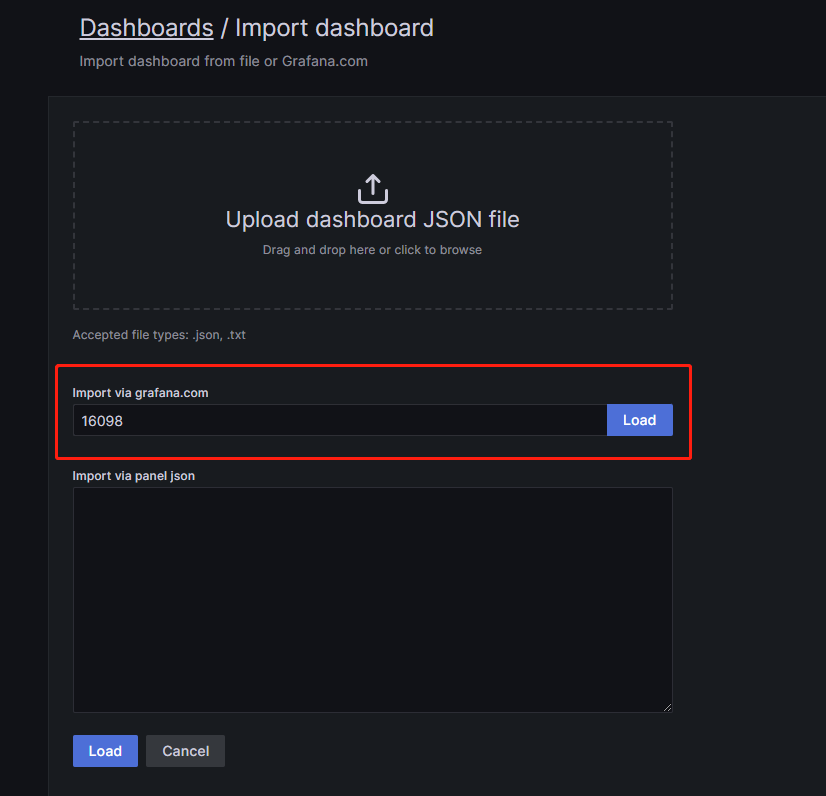 Dashboards / Import dashboard
Import dashboard from file or Grafana.com
Upload dashboard JSON file
Drag and drop here or click to browse
Accepted file types: .json, .txt
Import via grafana.com
16098
Load
Import via panel json
Load
Cancel